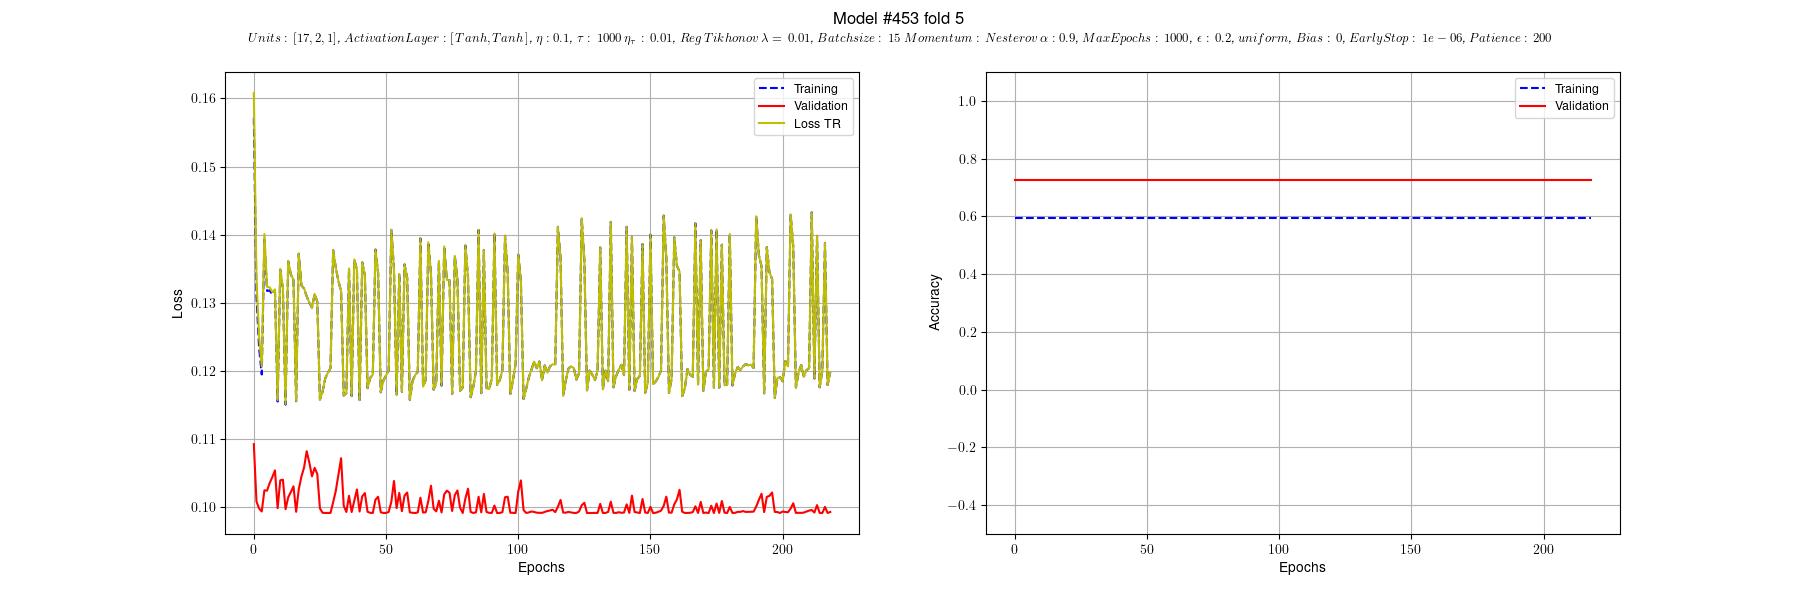 Model #453 fold 5
Units : [17, 2, 1], ActivationLayer : [Tanh, Tanh], η : 0.1, τ : 1000 ητ : 0.01, Reg Tikhonov λ = 0.01, Batchsize : 15 Momentum : Nesterov α : 0.9, MaxEpochs : 1000, ϵ : 0.2, uniform, Bias : 0, EarlyStop : 1e − 06, Patience : 200
Loss
0.16
0.15
0.14
0.13
0.12
0.11
0.10
0 50 100 150 200
Epochs
Training
Validation
Loss TR
Accuracy
1.0
0.8
0.6
0.4
0.2
0.0
−0.2
−0.4
0 50 100 150 200
Epochs
Training
Validation